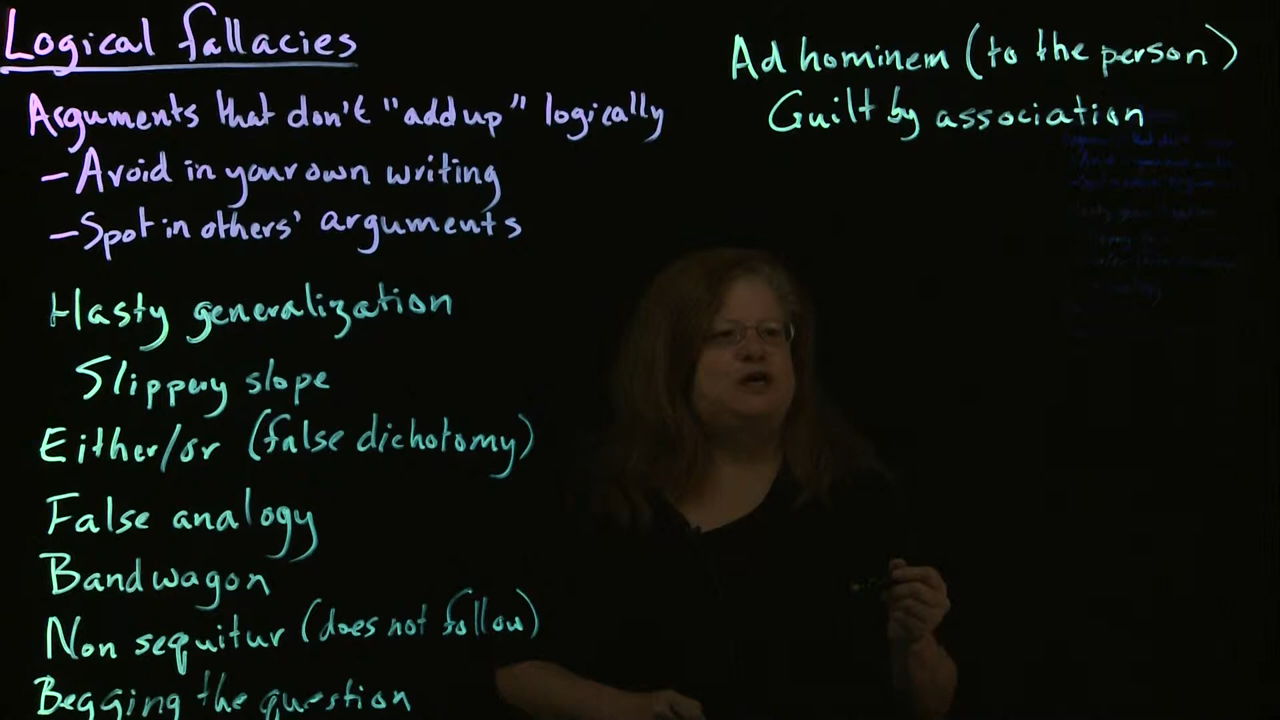 Logical fallacies
Arguments that don't "add up" logically
- Avoid in your own writing
- Spot in others' arguments
Hasty generalization
Slippery slope
Either/or (false dichotomy)
False analogy
Bandwagon
Non sequitur (does not follow)
Begging the question
Ad hominem (to the person)
Guilt by association